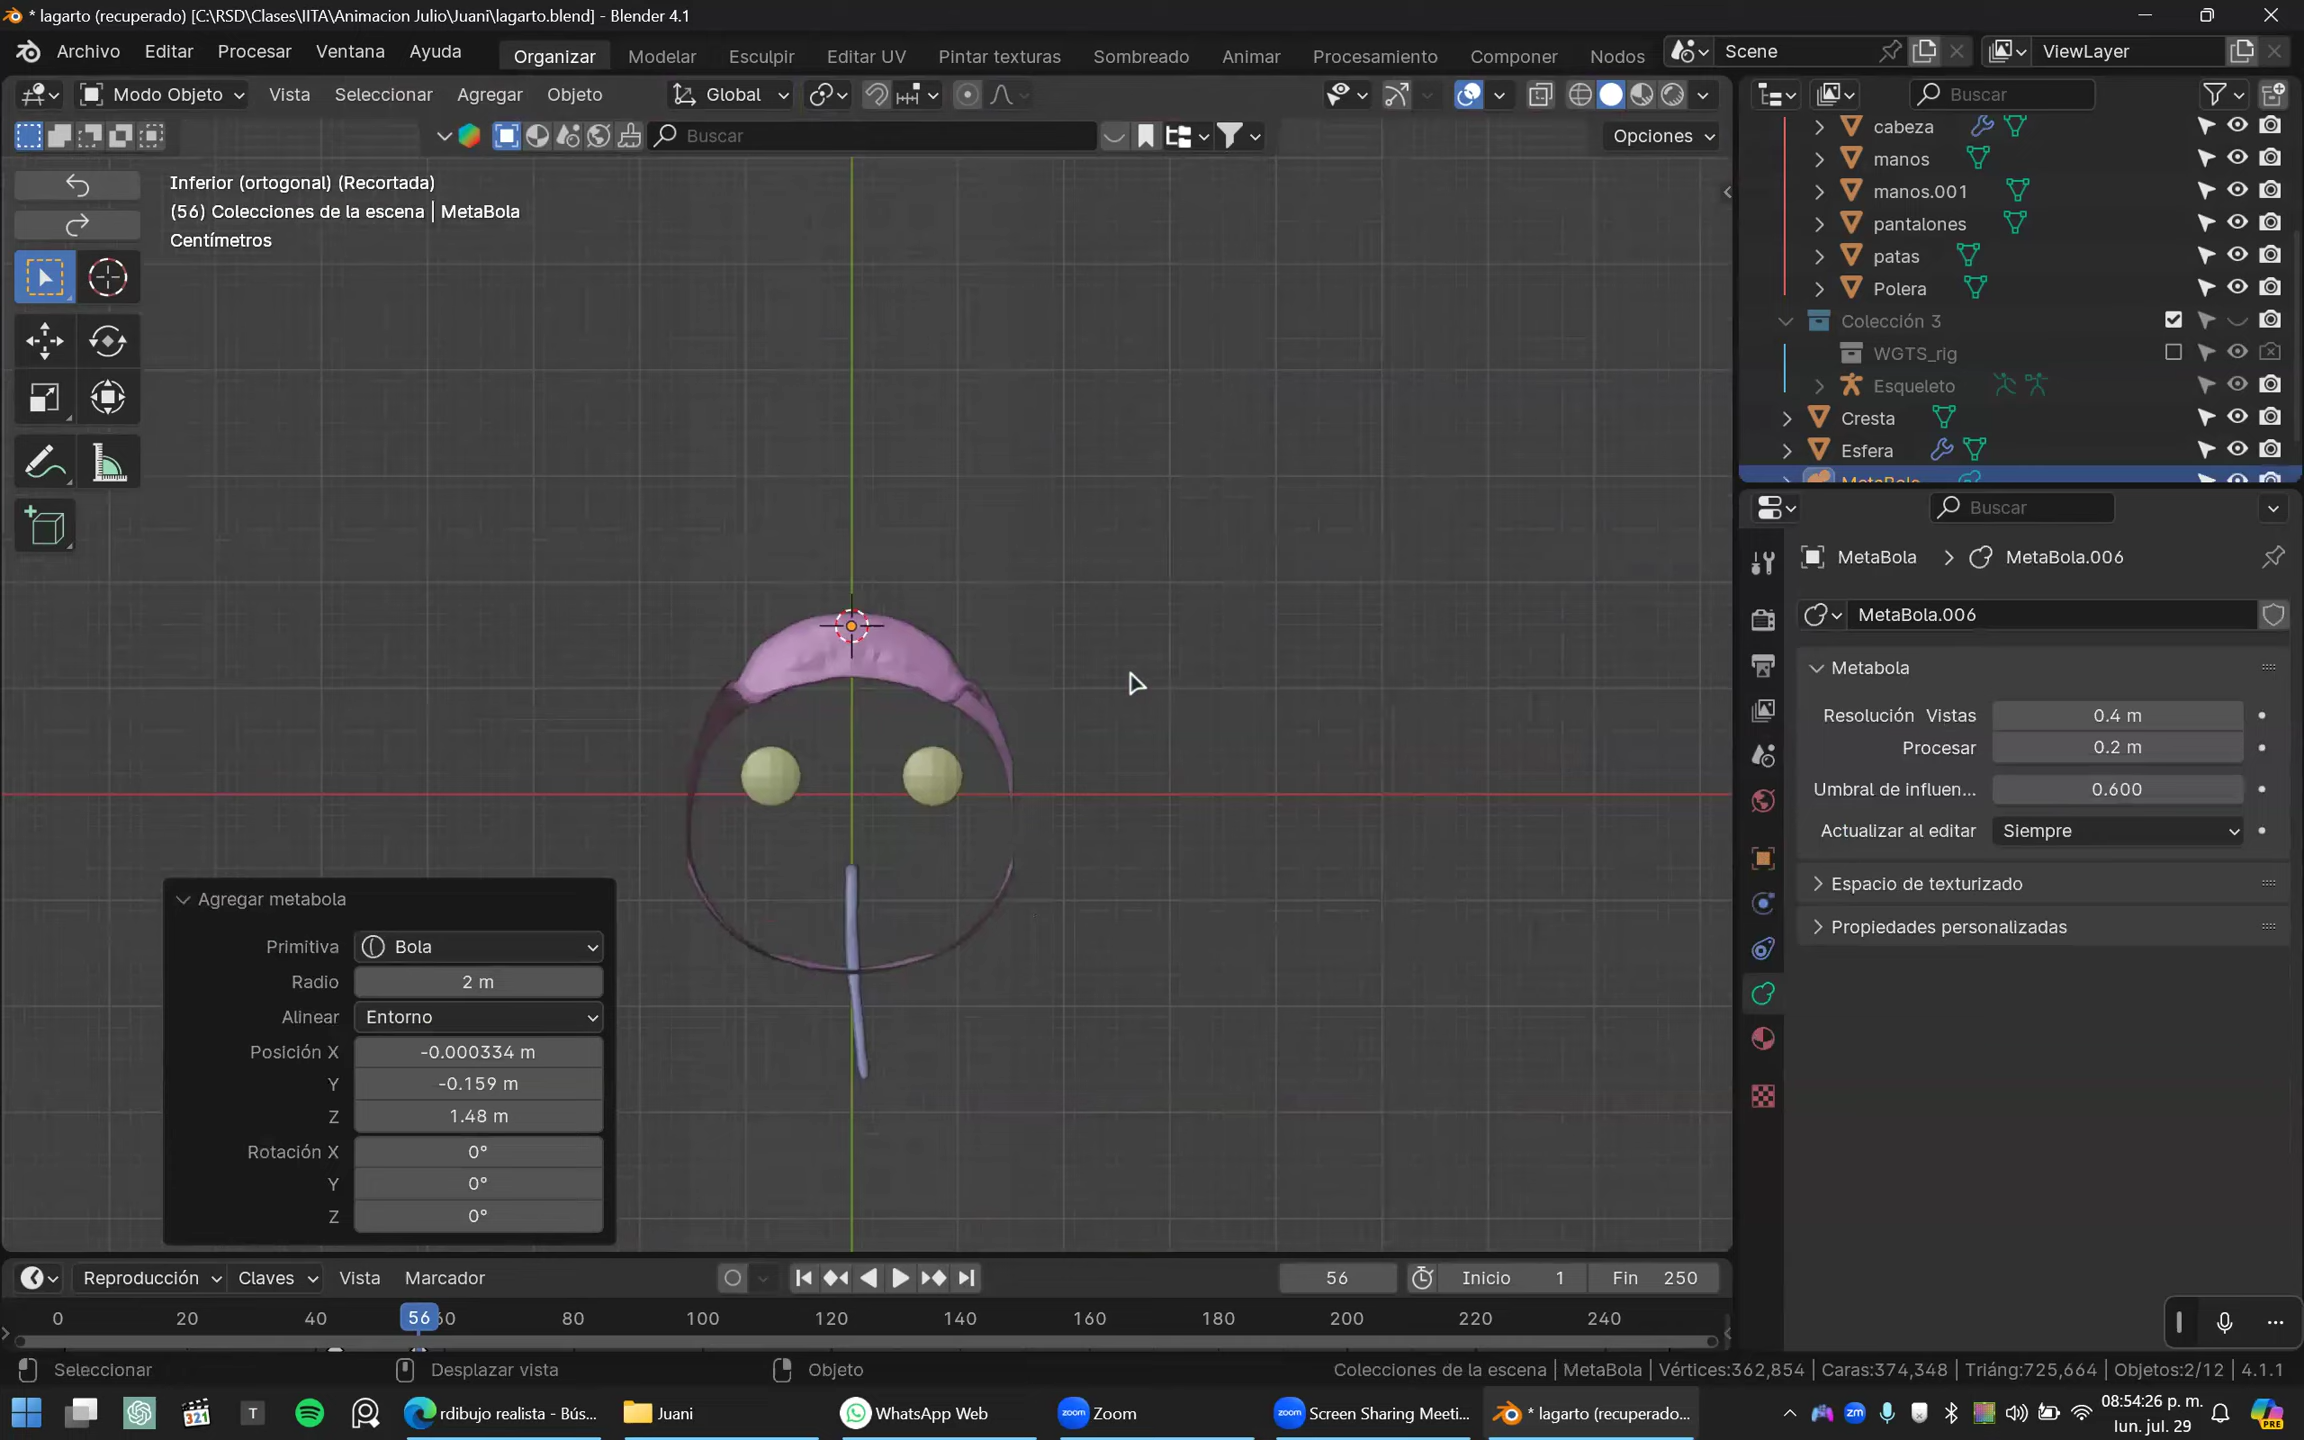 * lagarto (recuperado) [C:\RSD\Clases\IITA\Animacion Julio\Juani\lagarto.blend] - Blender 4.1
Archivo Editar Procesar Ventana Ayuda Organizar Modelar Esculpir Editar UV Pintar texturas Sombreado Animar Procesamiento Componer Nodos Scene ViewLayer
Modo Objeto Vista Seleccionar Agregar Objeto Global Buscar
Buscar Opciones
Inferior (ortogonal) (Recortada)
(56) Colecciones de la escena | MetaBola
Centímetros
cabeza
manos
manos.001
pantalones
patas
Polera
Colección 3
WGTS_rig
Esqueleto
Cresta
Esfera
MetaBola
Buscar
MetaBola > MetaBola.006
MetaBola.006
Metabola
Resolución Vistas 0.4 m
Procesar 0.2 m
Umbral de influen... 0.600
Actualizar al editar Siempre
Espacio de texturizado
Propiedades personalizadas
Agregar metabola
Primitiva Bola
Radio 2 m
Alinear Entorno
Posición X -0.000334 m
Y -0.159 m
Z 1.48 m
Rotación X 0°
Y 0°
Z 0°
Reproducción Claves Vista Marcador 56 Inicio 1 Fin 250
0 20 40 56 60 80 100 120 140 160 180 200 220 240
Seleccionar Desplazar vista Objeto Colecciones de la escena | MetaBola | Vértices:362,854 | Caras:374,348 | Triáng:725,664 | Objetos:2/12 | 4.1.1
321 T rdibujo realista - Bús... Juani WhatsApp Web zoom Zoom zoom Screen Sharing Meeti... * lagarto (recuperado... zm 08:54:26 p. m.
lun. jul. 29 PRE